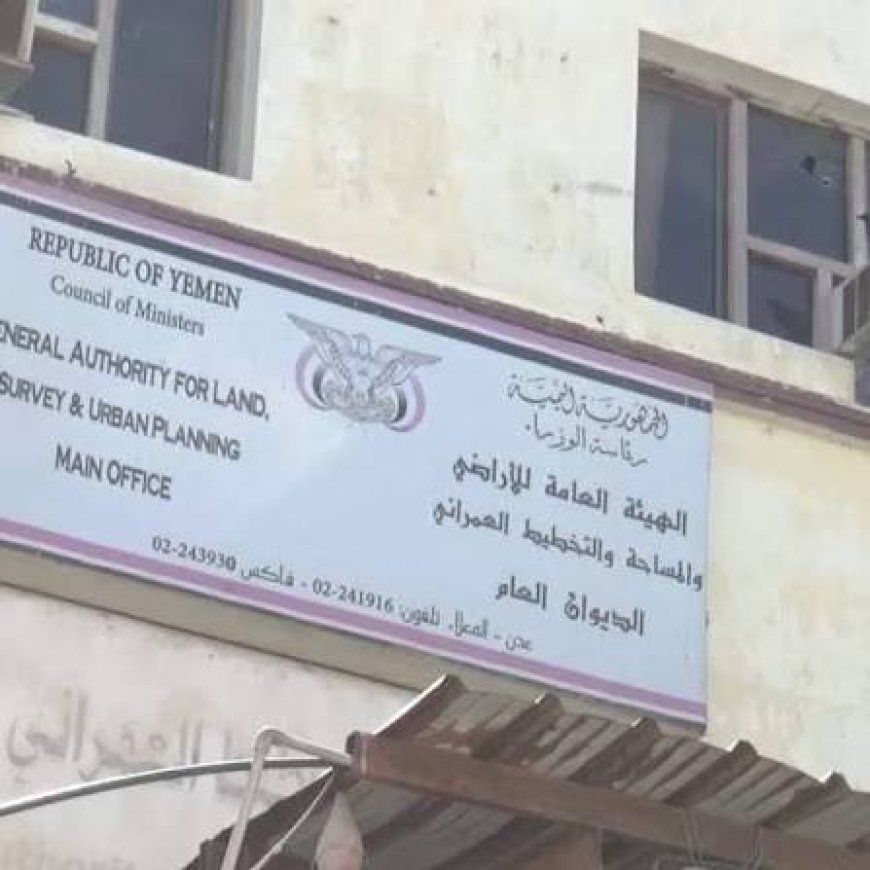 REPUBLIC OF YEMEN
Council of Ministers
ENERAL AUTHORITY FOR LAND,
SURVEY & URBAN PLANNING
MAIN OFFICE
الجمهورية اليمنية
رئاسة الوزراء
الهيئة العامة للأراضي
والمساحة والتخطيط العمراني
الديوان العام
عدن - المعلا، تلفون: 02-241916 - فاكس 02-243930